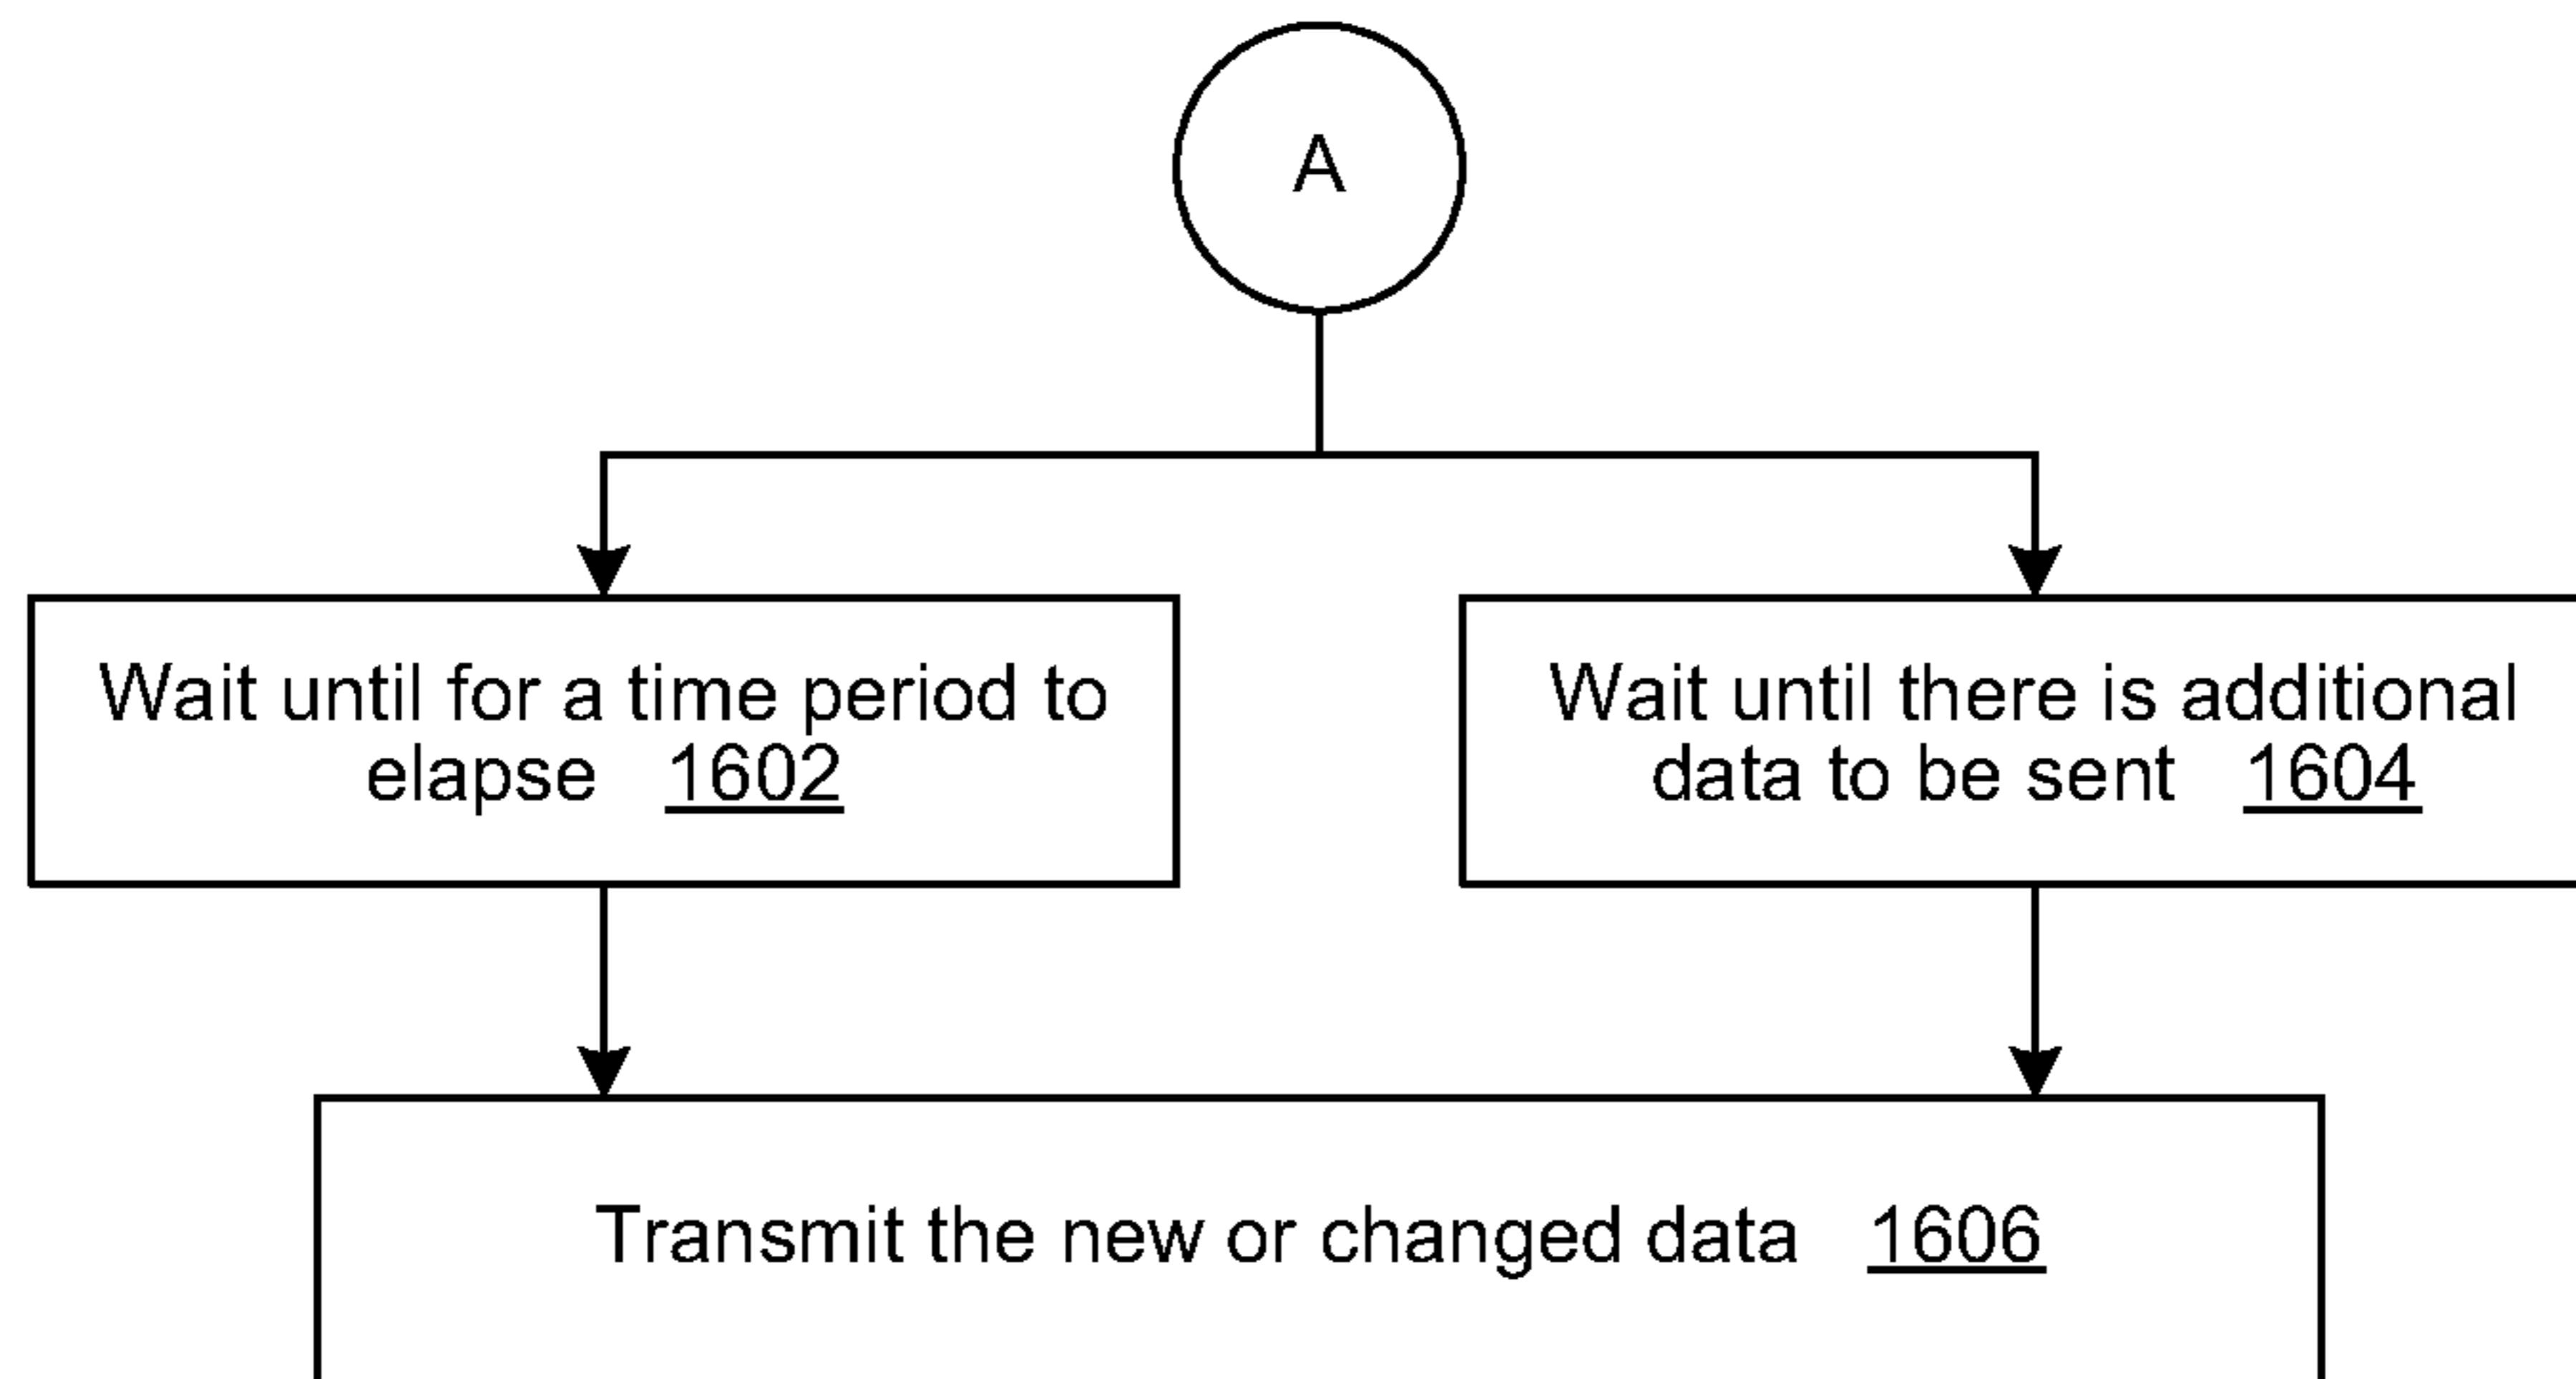 A
Wait until for a time period to
elapse 1602
Wait until there is additional
data to be sent 1604
Transmit the new or changed data 1606